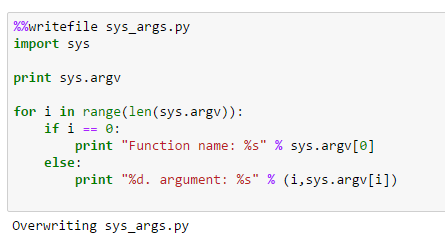 %%writefile sys_args.py
import sys
print sys.argv
for i in range(len(sys.argv)):
    if i == 0:
        print "Function name: %s" % sys.argv[0]
    else:
        print "%d. argument: %s" % (i,sys.argv[i])
Overwriting sys_args.py